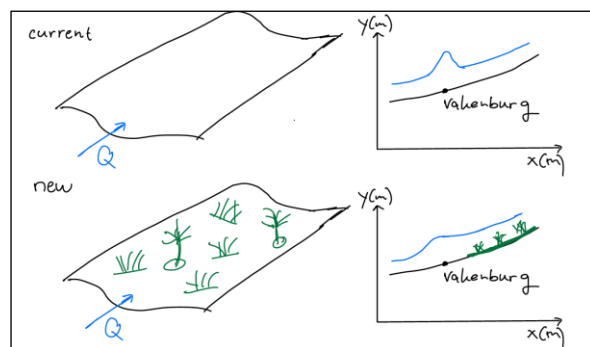 current
y(m)
Valkenburg
x(m)
Q
new
y(m)
Valkenburg
x(m)
Q